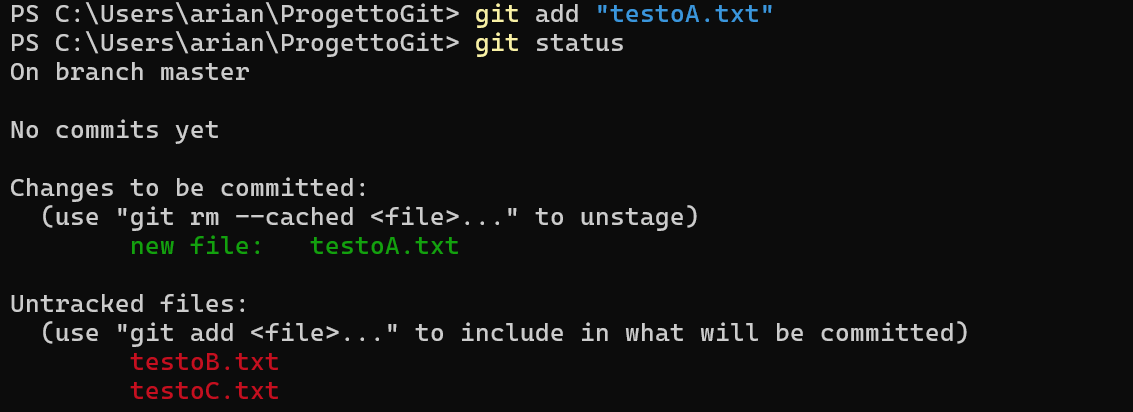 PS C:\Users\arian\ProgettoGit> git add "testoA.txt"
PS C:\Users\arian\ProgettoGit> git status
On branch master
No commits yet
Changes to be committed:
(use "git rm --cached <file>..." to unstage)
new file:   testoA.txt
Untracked files:
(use "git add <file>..." to include in what will be committed)
testoB.txt
testoC.txt